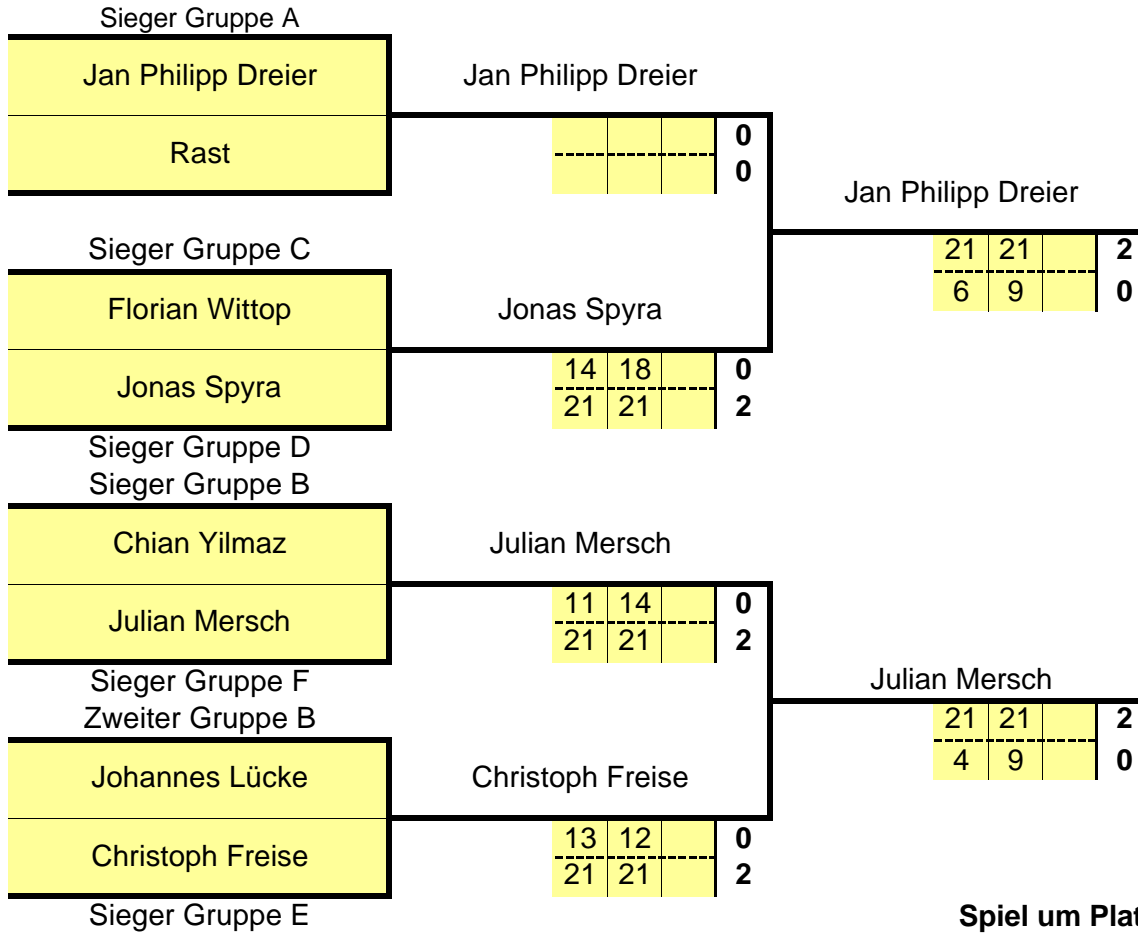 Sieger Gruppe A
Jan Philipp Dreier Jan Philipp Dreier
0
Rast
0
Jan Philipp Dreier
Sieger Gruppe C 21 21 2
6 9 0
Florian Wittop Jonas Spyra
14 18 0
Jonas Spyra
21 21 2
Sieger Gruppe D
Sieger Gruppe B
Chian Yilmaz Julian Mersch
11 14 0
Julian Mersch
21 21 2
Sieger Gruppe F Julian Mersch
Zweiter Gruppe B 21 21 2
4 9 0
Johannes Lücke Christoph Freise
13 12 0
Christoph Freise
21 21 2
Sieger Gruppe E Spiel um Plat